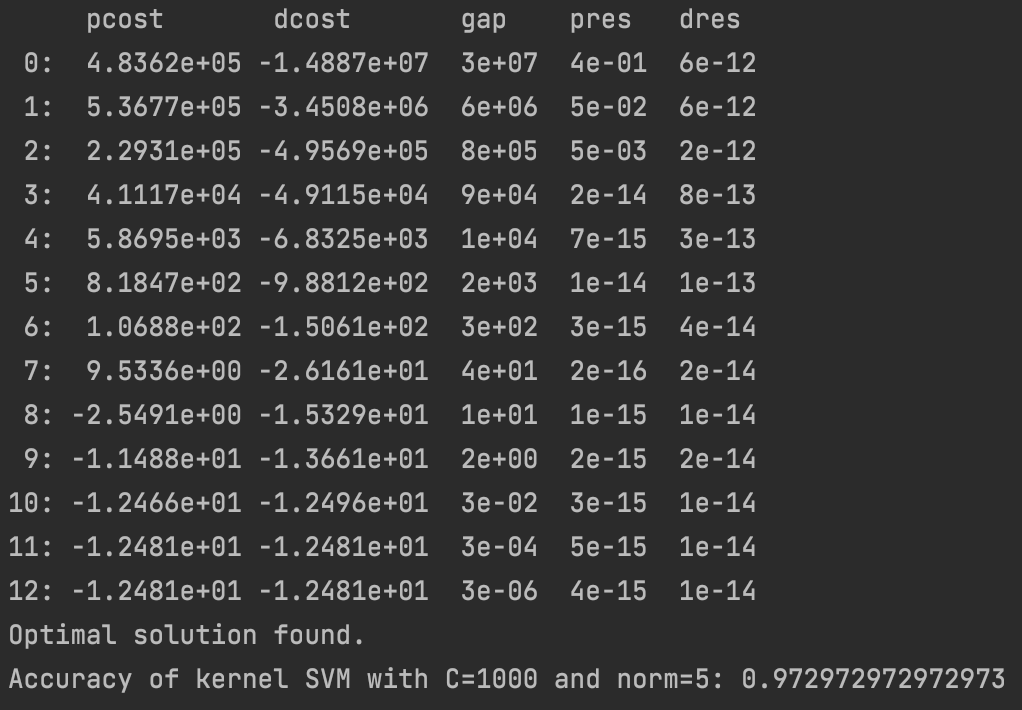 pcost       dcost       gap    pres   dres
 0:  4.8362e+05 -1.4887e+07  3e+07  4e-01  6e-12
 1:  5.3677e+05 -3.4508e+06  6e+06  5e-02  6e-12
 2:  2.2931e+05 -4.9569e+05  8e+05  5e-03  2e-12
 3:  4.1117e+04 -4.9115e+04  9e+04  2e-14  8e-13
 4:  5.8695e+03 -6.8325e+03  1e+04  7e-15  3e-13
 5:  8.1847e+02 -9.8812e+02  2e+03  1e-14  1e-13
 6:  1.0688e+02 -1.5061e+02  3e+02  3e-15  4e-14
 7:  9.5336e+00 -2.6161e+01  4e+01  2e-16  2e-14
 8: -2.5491e+00 -1.5329e+01  1e+01  1e-15  1e-14
 9: -1.1488e+01 -1.3661e+01  2e+00  2e-15  2e-14
10: -1.2466e+01 -1.2496e+01  3e-02  3e-15  1e-14
11: -1.2481e+01 -1.2481e+01  3e-04  5e-15  1e-14
12: -1.2481e+01 -1.2481e+01  3e-06  4e-15  1e-14
Optimal solution found.
Accuracy of kernel SVM with C=1000 and norm=5: 0.972972972972973